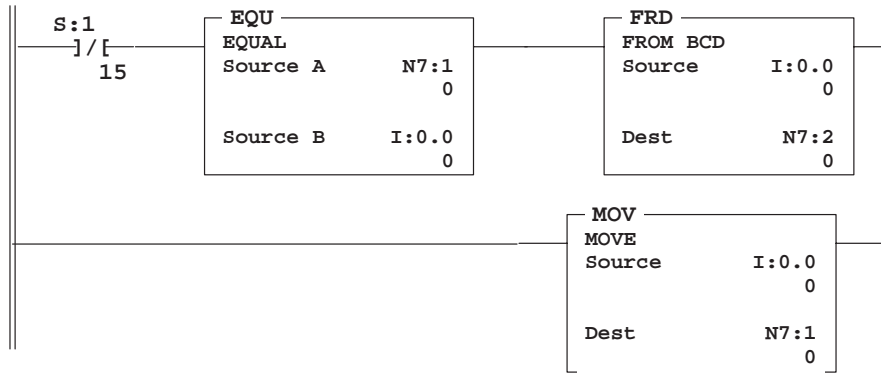 S:1
]/[
15
EQU
EQUAL
Source A N7:1
0
Source B I:0.0
0
FRD
FROM BCD
Source I:0.0
0
Dest N7:2
0
MOV
MOVE
Source I:0.0
0
Dest N7:1
0